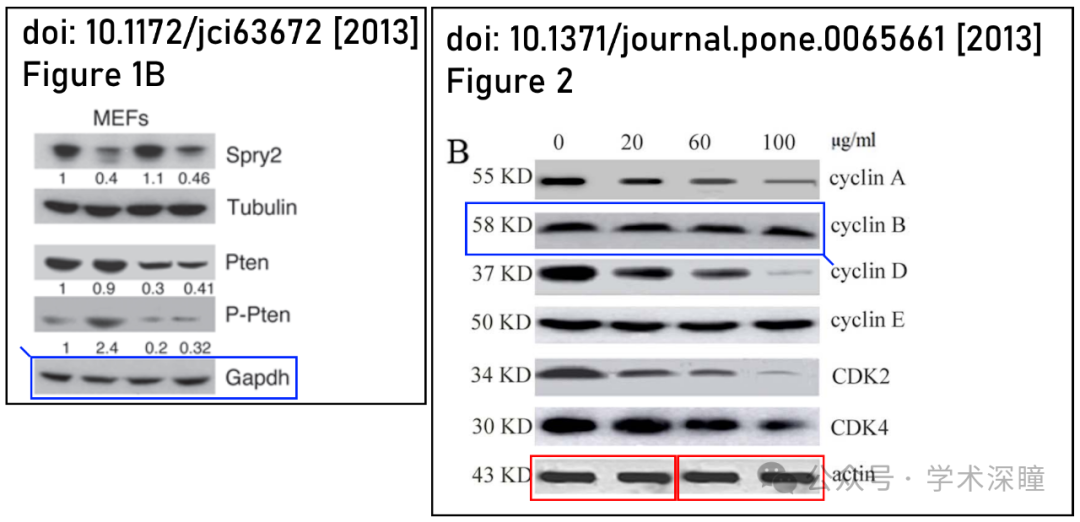 doi: 10.1172/jci63672 [2013]
Figure 1B
MEFs
Spry2
1 0.4 1.1 0.46
Tubulin
Pten
1 0.9 0.3 0.41
P-Pten
1 2.4 0.2 0.32
Gapdh
doi: 10.1371/journal.pone.0065661 [2013]
Figure 2
B
0 20 60 100 μg/ml
55 KD cyclin A
58 KD cyclin B
37 KD cyclin D
50 KD cyclin E
34 KD CDK2
30 KD CDK4
43 KD actin
公众号 · 学术深瞳